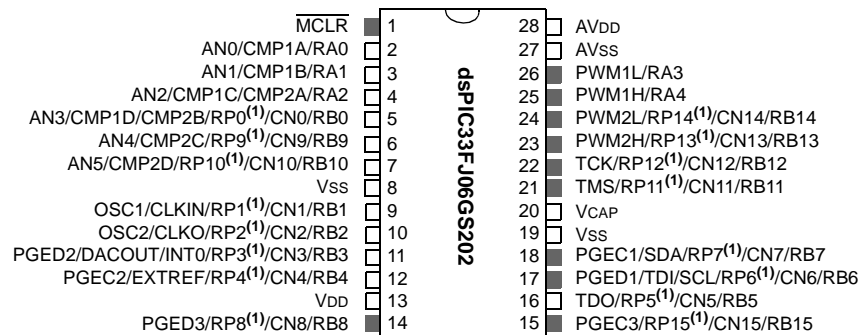 MCLR 1 28 AVDD
AN0/CMP1A/RA0 2 27 AVSS
AN1/CMP1B/RA1 3 26 PWM1L/RA3
AN2/CMP1C/CMP2A/RA2 4 25 PWM1H/RA4
AN3/CMP1D/CMP2B/RP0(1)/CN0/RB0 5 24 PWM2L/RP14(1)/CN14/RB14
AN4/CMP2C/RP9(1)/CN9/RB9 6 23 PWM2H/RP13(1)/CN13/RB13
AN5/CMP2D/RP10(1)/CN10/RB10 7 22 TCK/RP12(1)/CN12/RB12
VSS 8 21 TMS/RP11(1)/CN11/RB11
OSC1/CLKIN/RP1(1)/CN1/RB1 9 20 VCAP
OSC2/CLKO/RP2(1)/CN2/RB2 10 19 VSS
PGED2/DACOUT/INT0/RP3(1)/CN3/RB3 11 18 PGEC1/SDA/RP7(1)/CN7/RB7
PGEC2/EXTREF/RP4(1)/CN4/RB4 12 17 PGED1/TDI/SCL/RP6(1)/CN6/RB6
VDD 13 16 TDO/RP5(1)/CN5/RB5
PGED3/RP8(1)/CN8/RB8 14 15 PGEC3/RP15(1)/CN15/RB15
dsPIC33FJ06GS202